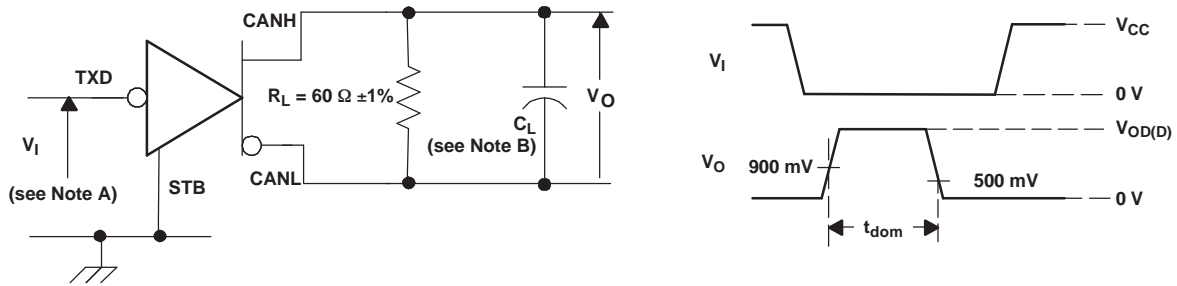 CANH
TXD
R_L = 60 Ω ±1%
C_L
(see Note B)
V_O
V_I
(see Note A)
STB
CANL
V_I
V_CC
0 V
V_OD(D)
V_O
900 mV
500 mV
0 V
t_dom